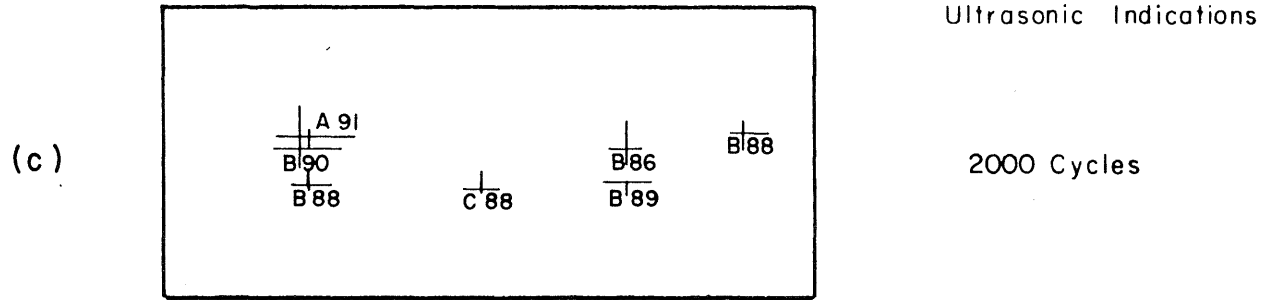 Ultrasonic Indications
(c)
A 91
B 90
B 88
C 88
B 86
B 89
B 88
2000 Cycles